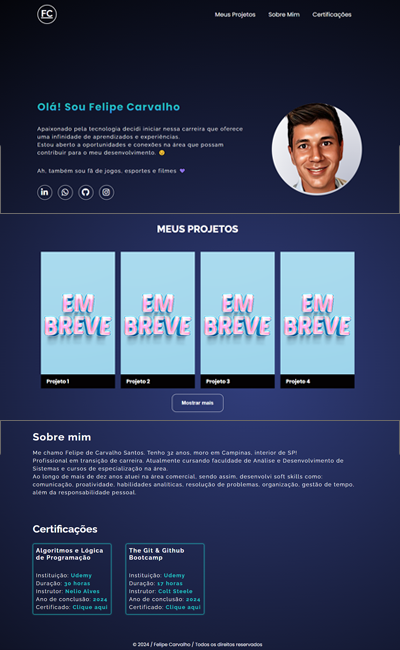 FC
Meus Projetos Sobre Mim Certificações
Olá! Sou Felipe Carvalho
Apaixonado pela tecnologia decidi iniciar nessa carreira que oferece
uma infinidade de aprendizados e experiências.
Estou aberto a oportunidades e conexões na área que possam
contribuir para o meu desenvolvimento. 😉
Ah, também sou fã de jogos, esportes e filmes 💜
in
MEUS PROJETOS
EM BREVE EM BREVE EM BREVE EM BREVE
Projeto 1 Projeto 2 Projeto 3 Projeto 4
Mostrar mais
Sobre mim
Me chamo Felipe de Carvalho Santos. Tenho 32 anos, moro em Campinas, interior de SP!
Profissional em transição de carreira. Atualmente cursando faculdade de Análise e Desenvolvimento de
Sistemas e cursos de especialização na área.
Ao longo de mais de dez anos atuei na área comercial, sendo assim, desenvolvi soft skills como:
comunicação, proatividade, habilidades analíticas, resolução de problemas, organização, gestão de tempo,
além da responsabilidade pessoal.
Certificações
Algoritmos e Lógica
de Programação
Instituição: Udemy
Duração: 30 horas
Instrutor: Nelio Alves
Ano de conclusão: 2024
Certificado: Clique aqui
The Git & Github
Bootcamp
Instituição: Udemy
Duração: 17 horas
Instrutor: Colt Steele
Ano de conclusão: 2024
Certificado: Clique aqui
© 2024 / Felipe Carvalho / Todos os direitos reservados